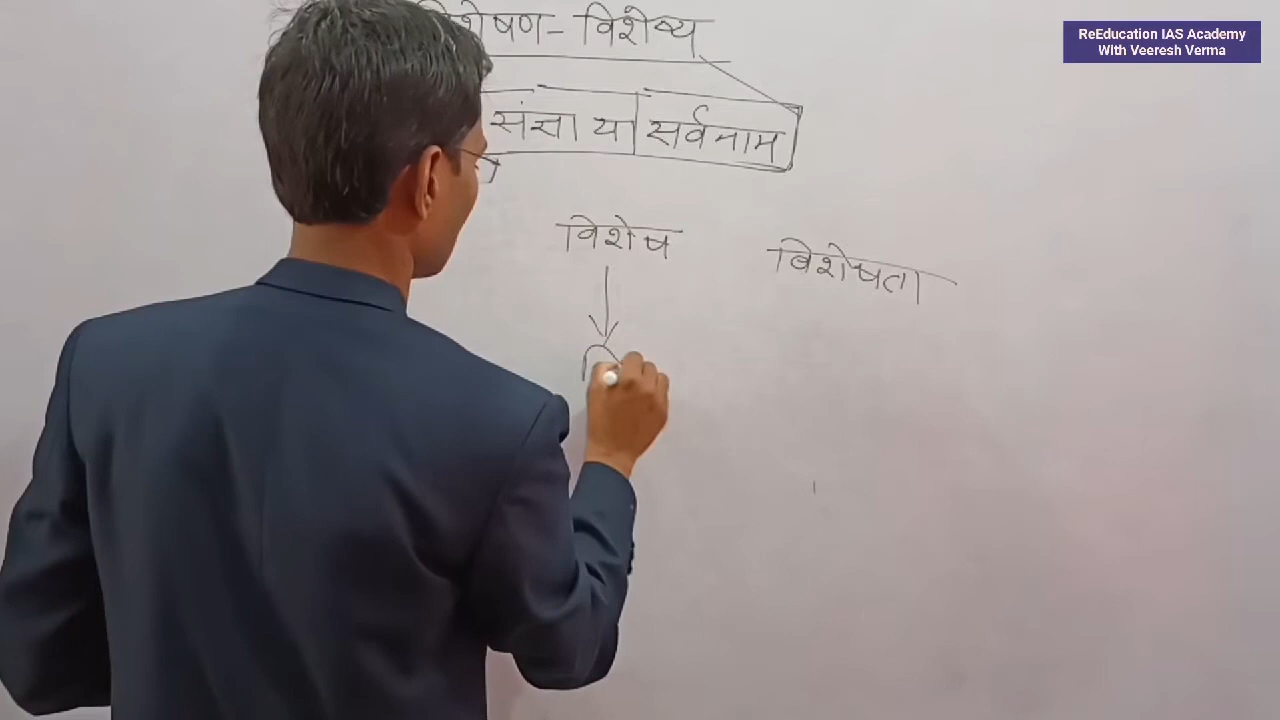 विशेषण - विशेष्य
संज्ञा या सर्वनाम
विशेष विशेषता
ReEducation IAS Academy
With Veeresh Verma